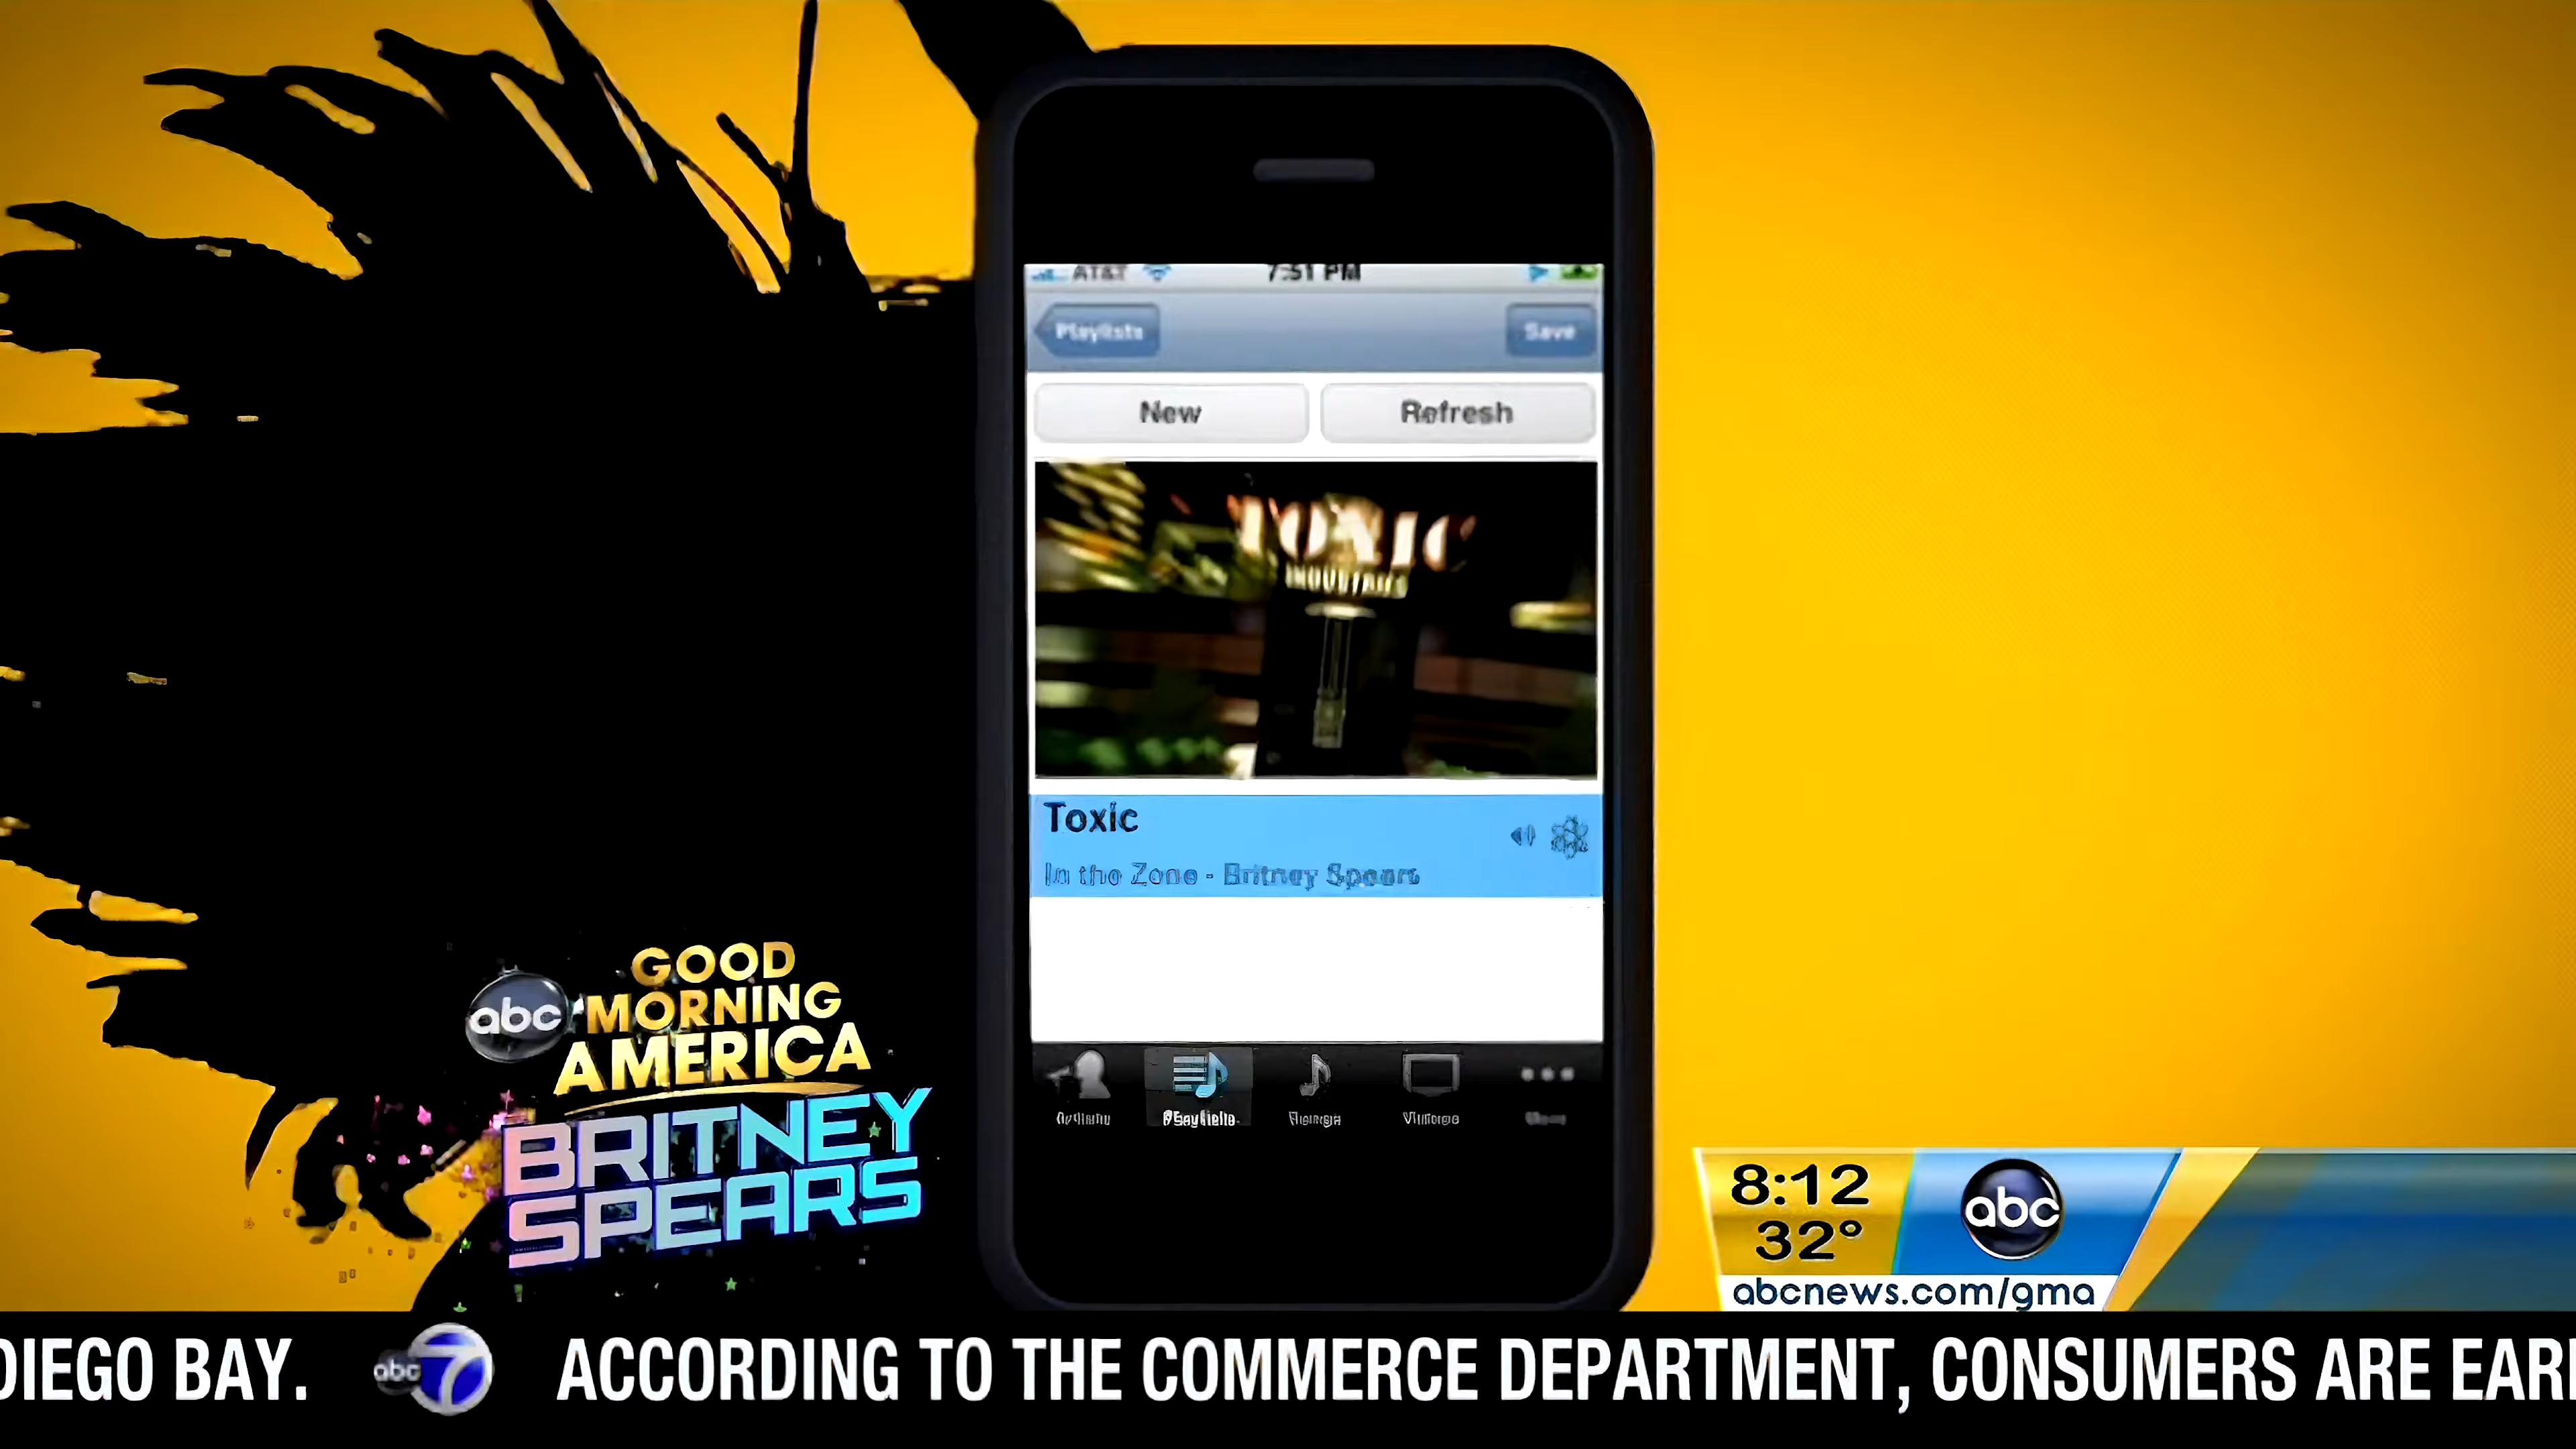 AT&T 7:51 PM
Playlists Save
New Refresh
TOXIC
INDUSTRIES
Toxic
In the Zone - Britney Spears
Playlists
abc
GOOD
MORNING
AMERICA
BRITNEY
SPEARS
8:12
32°
abc
abcnews.com/gma
DIEGO BAY. abc 7 ACCORDING TO THE COMMERCE DEPARTMENT, CONSUMERS ARE EAR